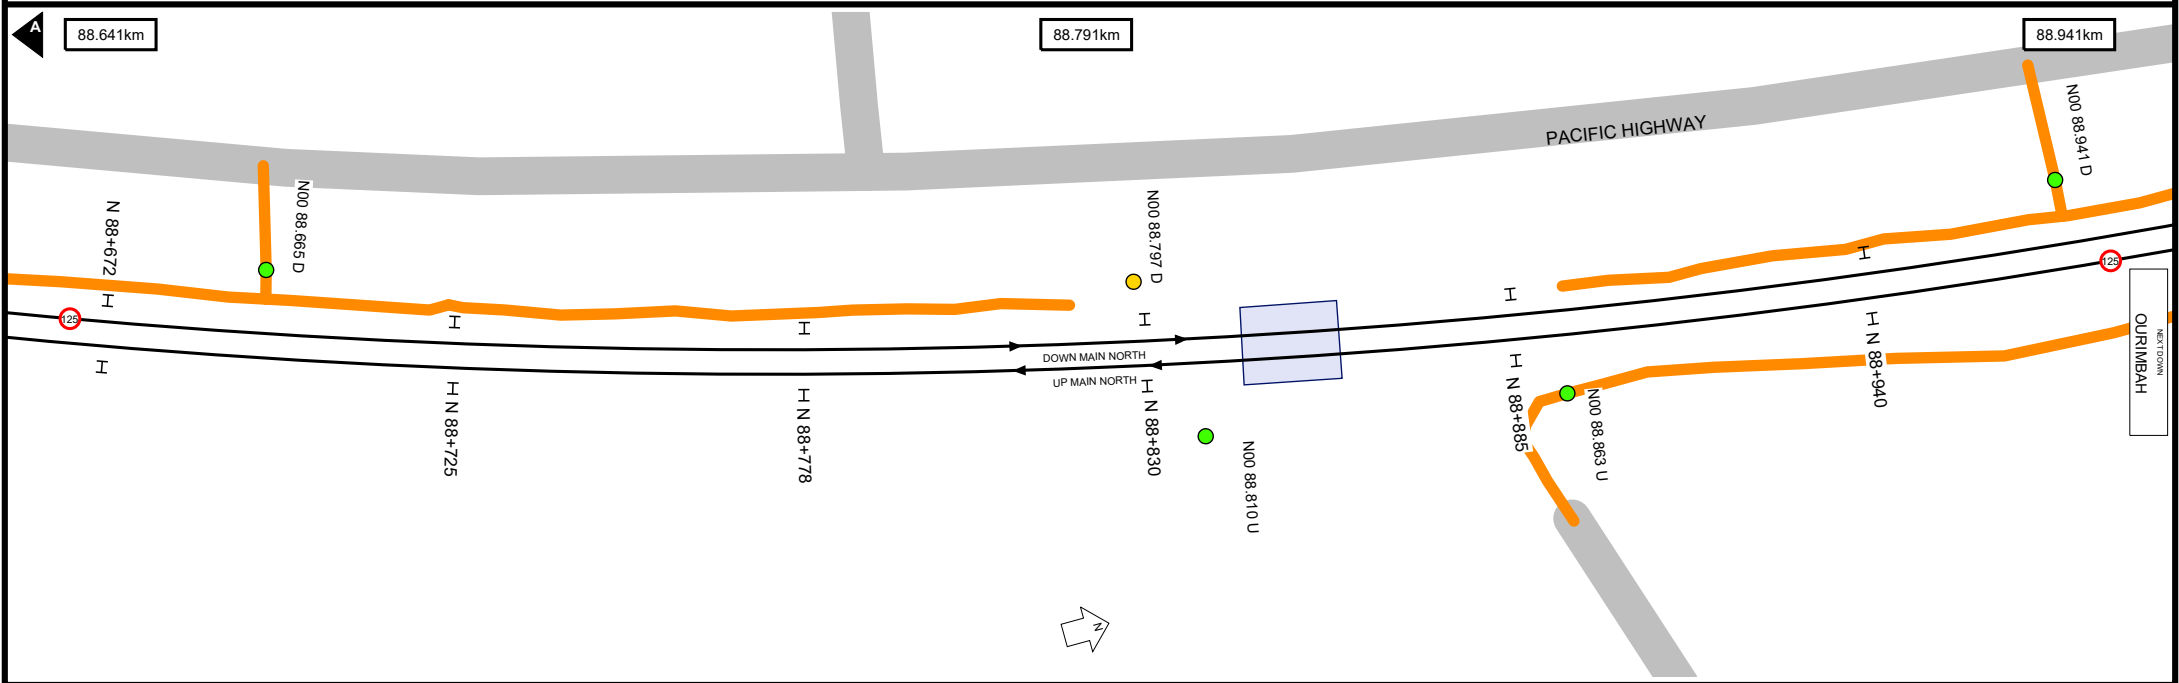 A
88.641km
88.791km
88.941km
PACIFIC HIGHWAY
N00 88.941 D
N00 88.665 D
N 88+672
N00 88.797 D
H
H
H
H
H
H
125
125
DOWN MAIN NORTH
UP MAIN NORTH
H
H N 88+725
H N 88+778
H N 88+830
H N 88+885
H N 88+940
N00 88.863 U
N00 88.810 U
NEXT DOWN
OURIMBAH
N